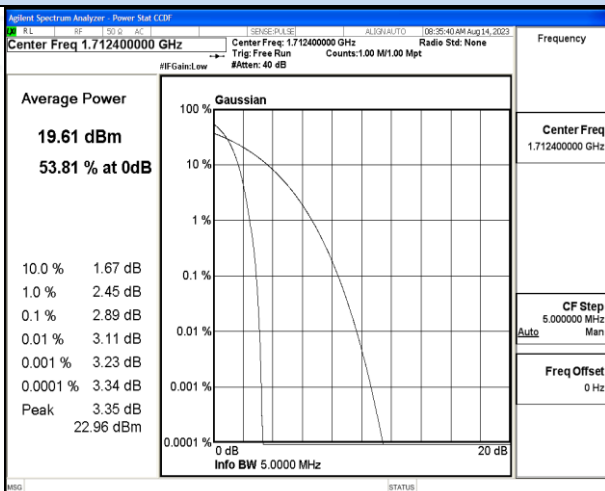 Agilent Spectrum Analyzer - Power Stat CCDF
RL RF 50 Ω AC SENSE:PULSE ALIGN AUTO 08:35:40 AM Aug 14, 2023
Center Freq 1.712400000 GHz
Center Freq: 1.712400000 GHz Radio Std: None
Trig: Free Run Counts:1.00 M/1.00 Mpt
#IFGain:Low #Atten: 40 dB
Frequency
Average Power
19.61 dBm
53.81 % at 0dB
10.0 % 1.67 dB
1.0 % 2.45 dB
0.1 % 2.89 dB
0.01 % 3.11 dB
0.001 % 3.23 dB
0.0001 % 3.34 dB
Peak 3.35 dB
22.96 dBm
Gaussian
100 %
10 %
1 %
0.1 %
0.01 %
0.001 %
0.0001 %
0 dB 20 dB
Info BW 5.0000 MHz
Center Freq
1.712400000 GHz
CF Step
5.000000 MHz
Auto Man
Freq Offset
0 Hz
MSG STATUS